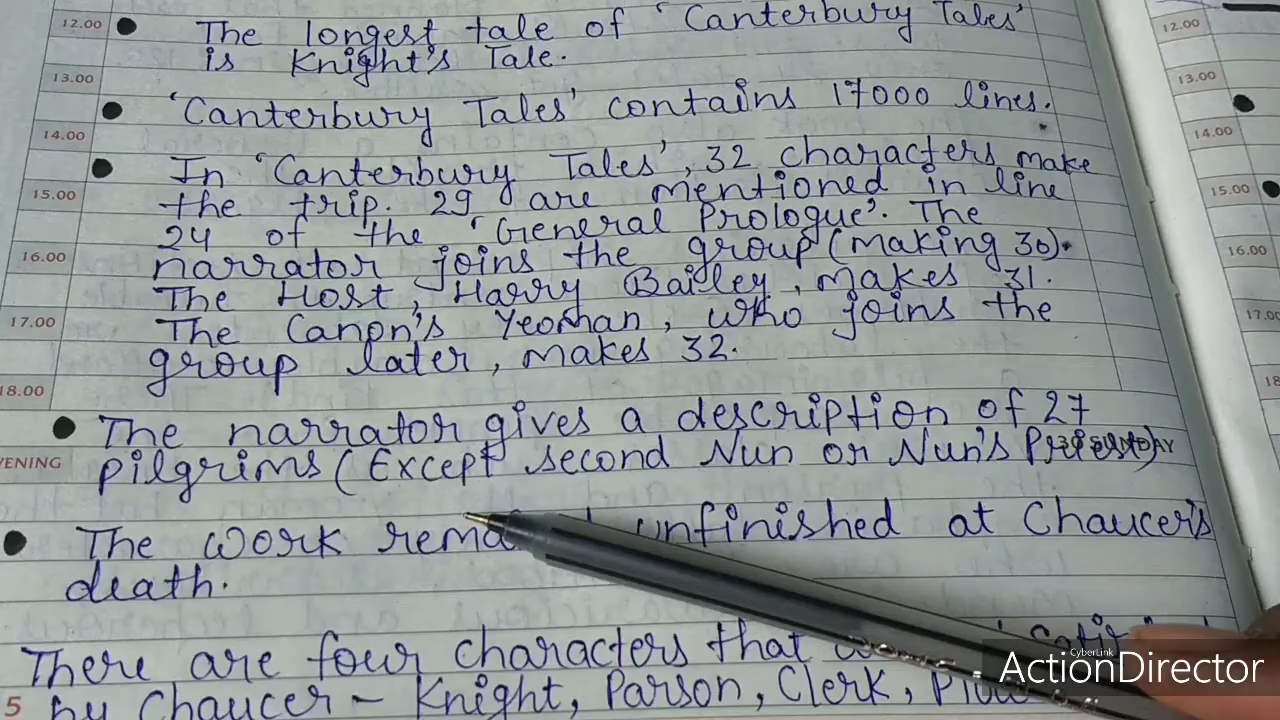 12.00
The longest tale of 'Canterbury Tales'
is Knight's Tale.
13.00
'Canterbury Tales' contains 17000 lines.
14.00
In 'Canterbury Tales', 32 characters make
15.00
the trip. 29 are mentioned in line
24 of the 'General Prologue'. The
16.00
narrator joins the group (making 30).
The Host, Harry Bailey, makes 31.
17.00
The Canon's Yeoman, who joins the
group later, makes 32.
18.00
The narrator gives a description of 27
pilgrims (Except second Nun or Nun's
death.
The work unfinished at Chaucer's
There are four characters that
5
by Chaucer - Knight, Parson, Clerk,
12.00
13.00
14.00
15.00
16.00
17.00
18
CyberLink
ActionDirector